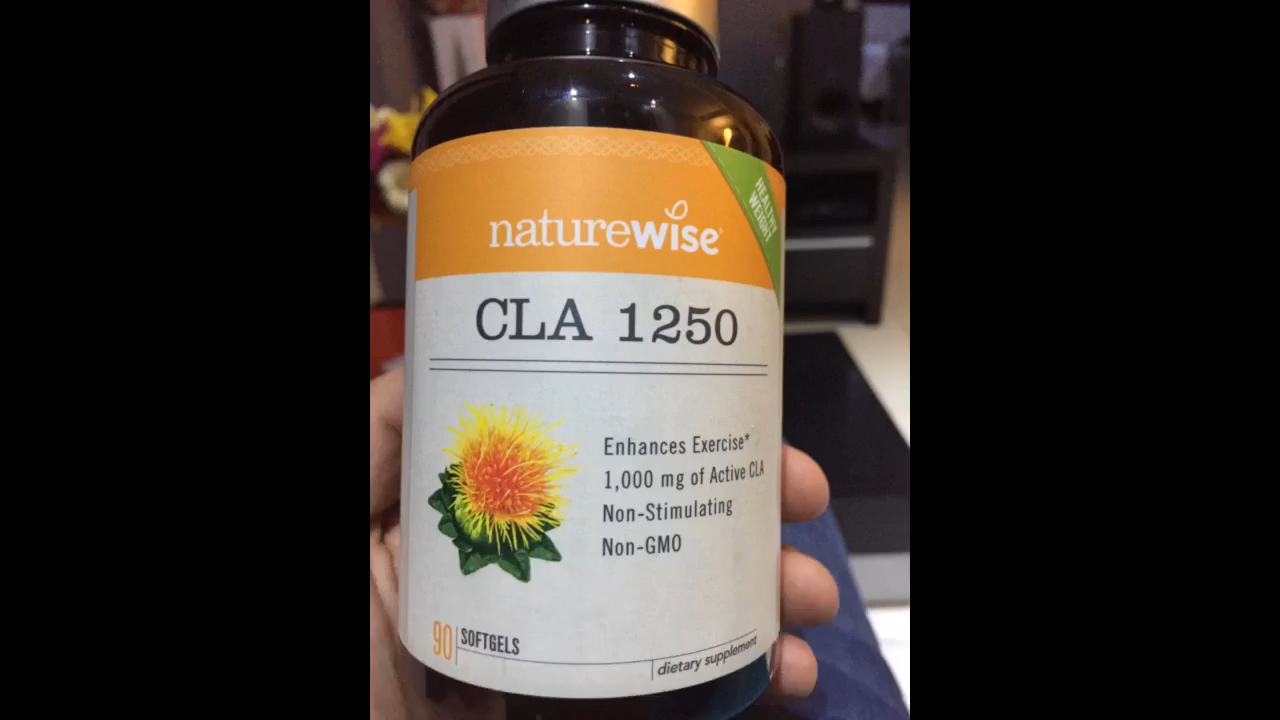 naturewise
HEALTHY
WEIGHT
CLA 1250
Enhances Exercise*
1,000 mg of Active CLA
Non-Stimulating
Non-GMO
90 SOFTGELS
dietary supplement